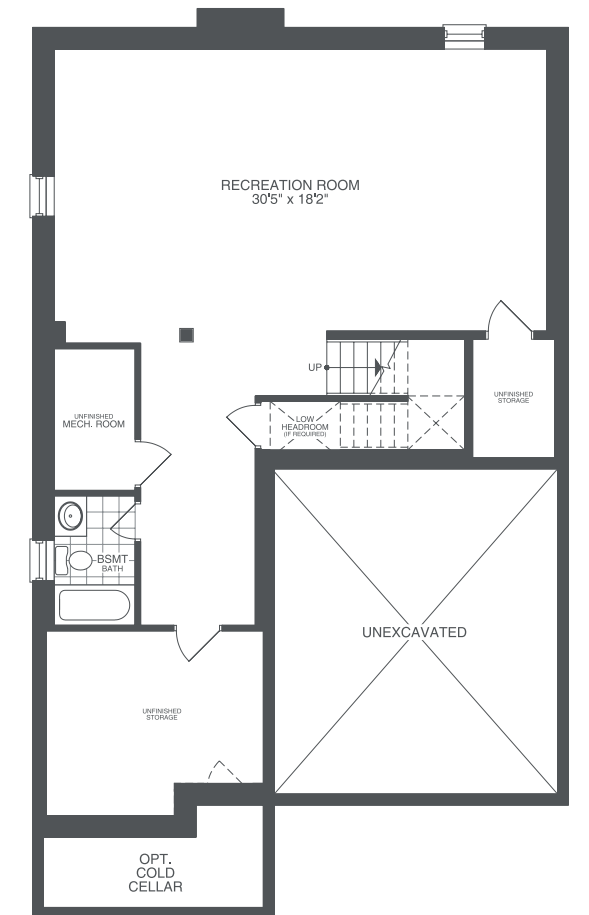 RECREATION ROOM
30'5" x 18'2"
UP
UNFINISHED
STORAGE
LOW
HEADROOM
(IF REQUIRED)
UNFINISHED
MECH. ROOM
BSMT
BATH
UNEXCAVATED
UNFINISHED
STORAGE
OPT.
COLD
CELLAR